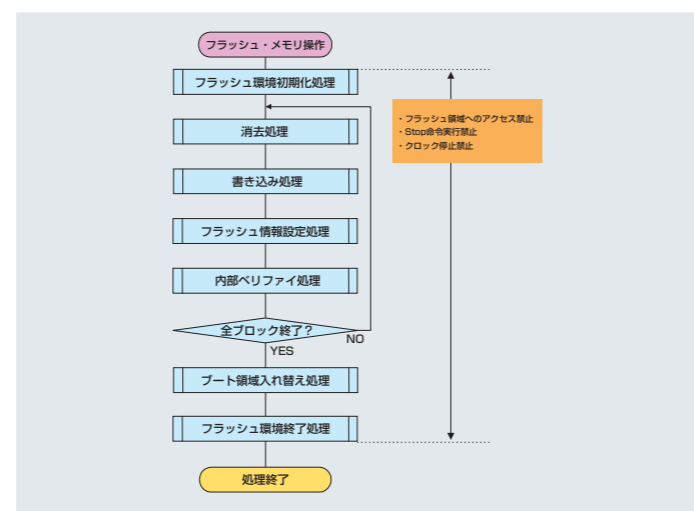 フラッシュ・メモリ操作
フラッシュ環境初期化処理
・フラッシュ領域へのアクセス禁止
・Stop命令実行禁止
・クロック停止禁止
消去処理
書き込み処理
フラッシュ情報設定処理
内部ベリファイ処理
全ブロック終了？
NO
YES
ブート領域入れ替え処理
フラッシュ環境終了処理
処理終了